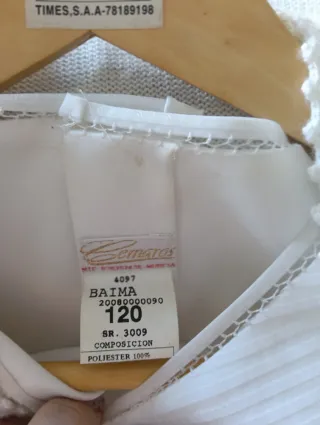 TIMES,S.A.A-78189198
4097
BAIMA
20080000090
120
SR. 3009
COMPOSICION
POLIESTER 100%